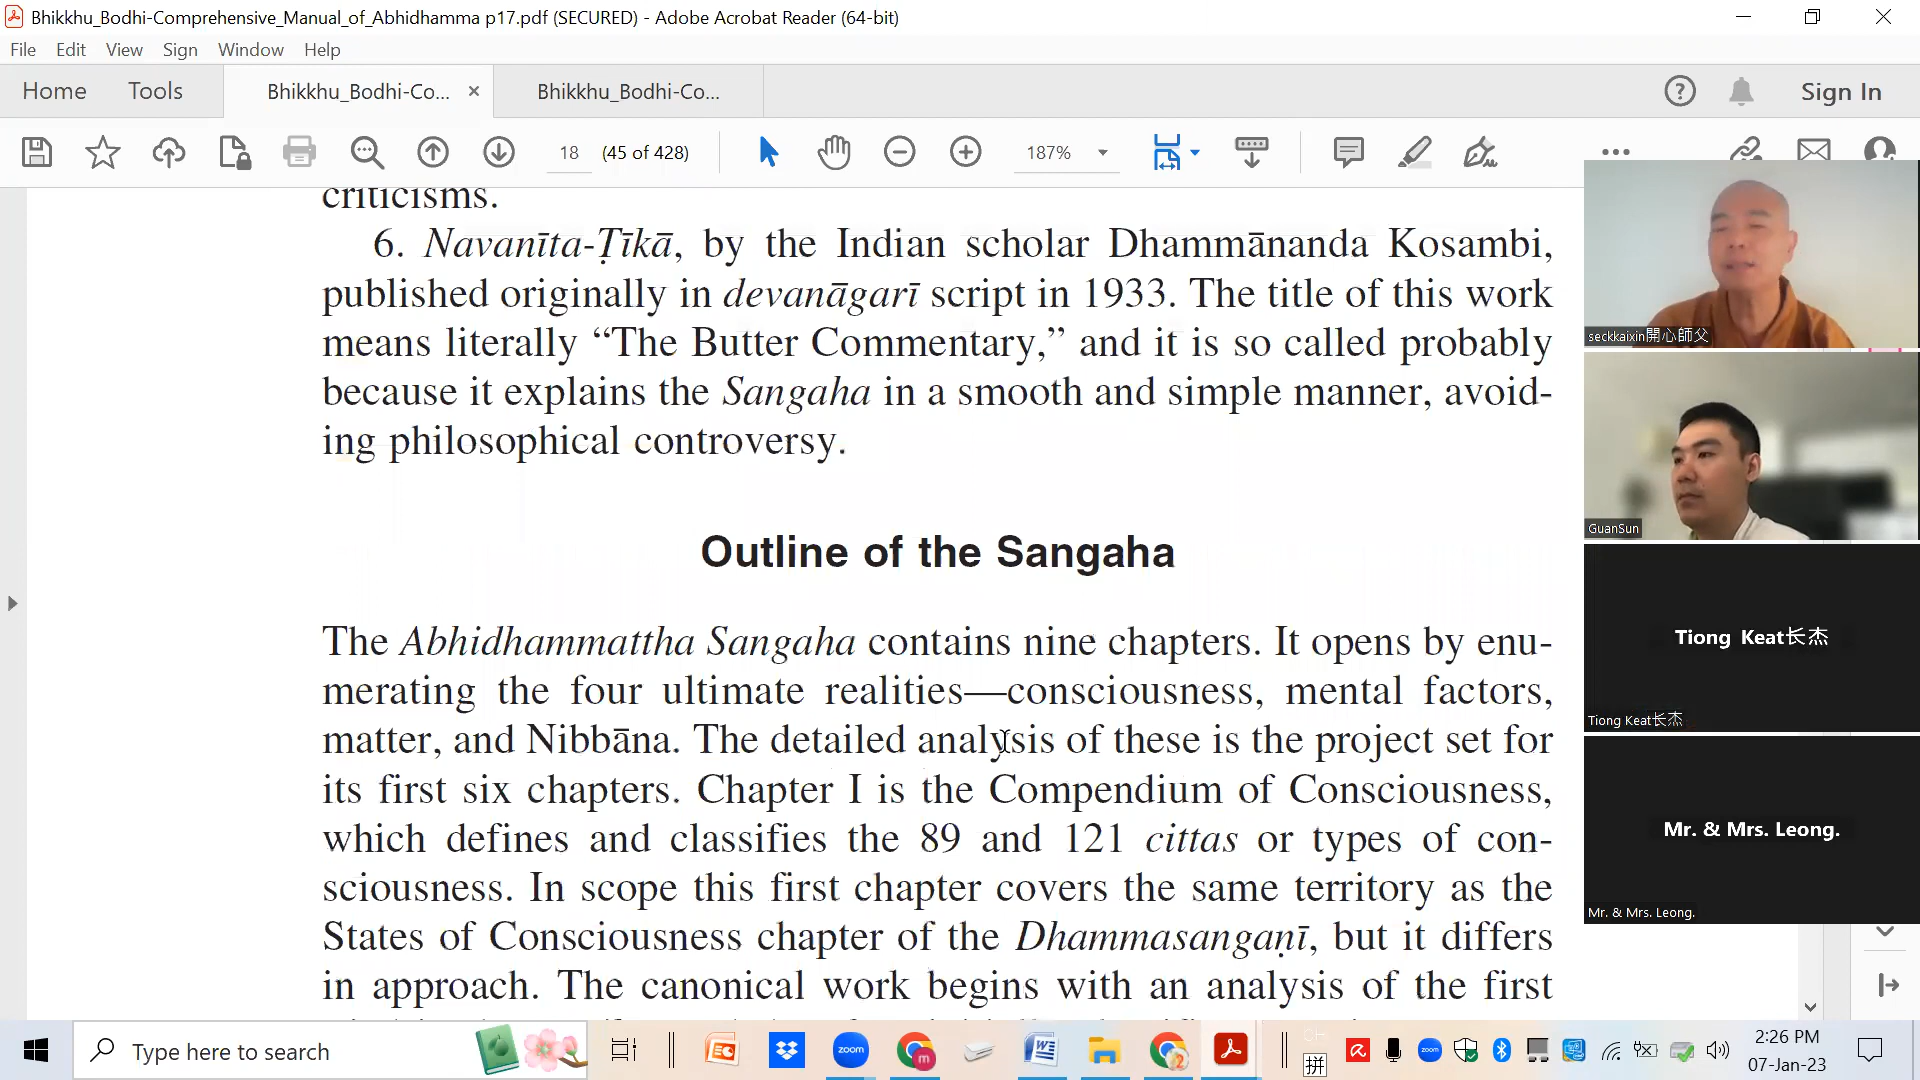 Bhikkhu_Bodhi-Comprehensive_Manual_of_Abhidhamma p17.pdf (SECURED) - Adobe Acrobat Reader (64-bit)
File Edit View Sign Window Help
Home Tools Bhikkhu_Bodhi-Co... × Bhikkhu_Bodhi-Co... Sign In
18 (45 of 428) 187%
criticisms.
6. Navanīta-Ṭīkā, by the Indian scholar Dhammānanda Kosambi,
published originally in devanāgarī script in 1933. The title of this work
means literally “The Butter Commentary,” and it is so called probably
because it explains the Sangaha in a smooth and simple manner, avoid-
ing philosophical controversy.
Outline of the Sangaha
The Abhidhammattha Sangaha contains nine chapters. It opens by enu-
merating the four ultimate realities—consciousness, mental factors,
matter, and Nibbāna. The detailed analysis of these is the project set for
its first six chapters. Chapter I is the Compendium of Consciousness,
which defines and classifies the 89 and 121 cittas or types of con-
sciousness. In scope this first chapter covers the same territory as the
States of Consciousness chapter of the Dhammasangaṇī, but it differs
in approach. The canonical work begins with an analysis of the first
seckkaixin開心師父
GuanSun
Tiong Keat长杰
Tiong Keat长杰
Mr. & Mrs. Leong.
Mr. & Mrs. Leong.
Type here to search
zoom
zoom
拼
2:26 PM
07-Jan-23